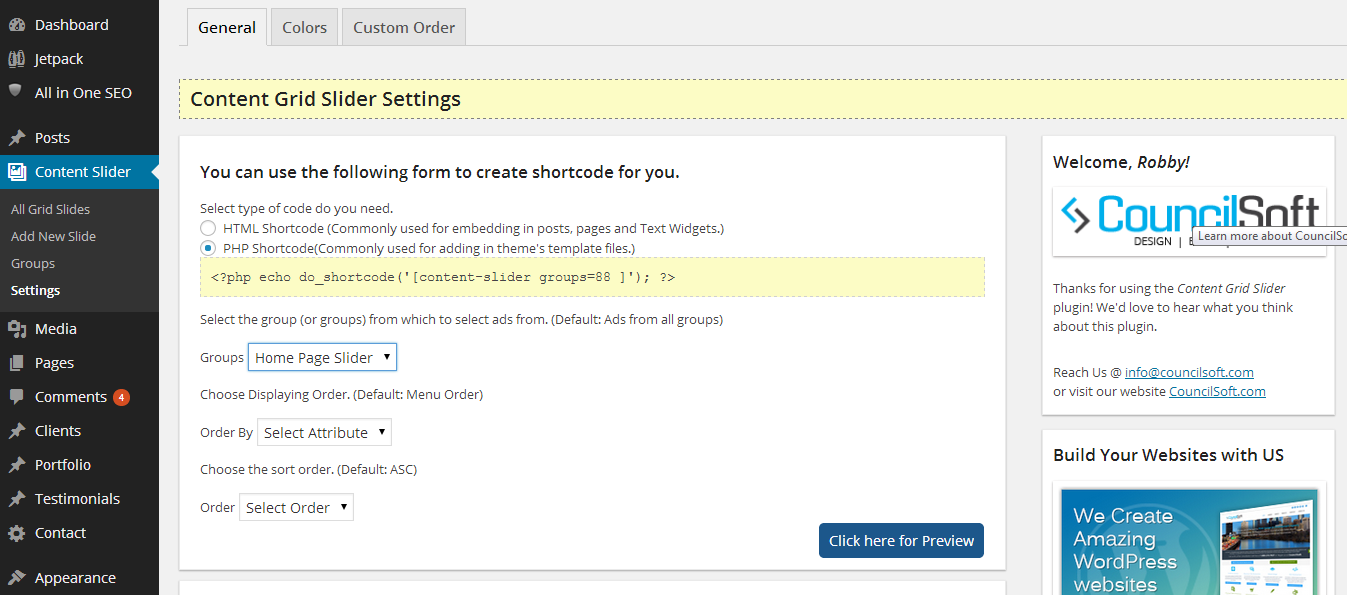 Dashboard
Jetpack
All in One SEO
Posts
Content Slider
All Grid Slides
Add New Slide
Groups
Settings
Media
Pages
Comments 4
Clients
Portfolio
Testimonials
Contact
Appearance
General Colors Custom Order
Content Grid Slider Settings
You can use the following form to create shortcode for you.
Select type of code do you need.
HTML Shortcode (Commonly used for embedding in posts, pages and Text Widgets.)
PHP Shortcode(Commonly used for adding in theme's template files.)
<?php echo do_shortcode('[content-slider groups=88 ]'); ?>
Select the group (or groups) from which to select ads from. (Default: Ads from all groups)
Groups Home Page Slider
Choose Displaying Order. (Default: Menu Order)
Order By Select Attribute
Choose the sort order. (Default: ASC)
Order Select Order
Click here for Preview
Welcome, Robby!
CouncilSoft
DESIGN |
Learn more about CouncilSo
Thanks for using the Content Grid Slider
plugin! We'd love to hear what you think
about this plugin.
Reach Us @ info@councilsoft.com
or visit our website CouncilSoft.com
Build Your Websites with US
We Create
Amazing
WordPress
websites